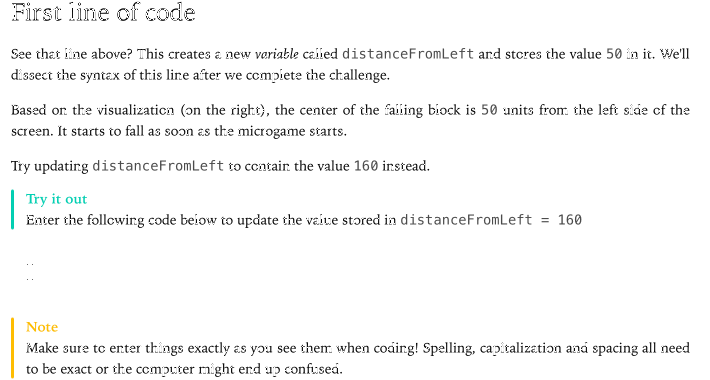 First line of code
See that line above? This creates a new variable called distanceFromLeft and stores the value 50 in it. We'll
dissect the syntax of this line after we complete the challenge.
Based on the visualization (on the right), the center of the falling block is 50 units from the left side of the
screen. It starts to fall as soon as the microgame starts.
Try updating distanceFromLeft to contain the value 160 instead.
Try it out
Enter the following code below to update the value stored in distanceFromLeft = 160
..
..
Note
Make sure to enter things exactly as you see them when coding! Spelling, capitalization and spacing all need
to be exact or the computer might end up confused.